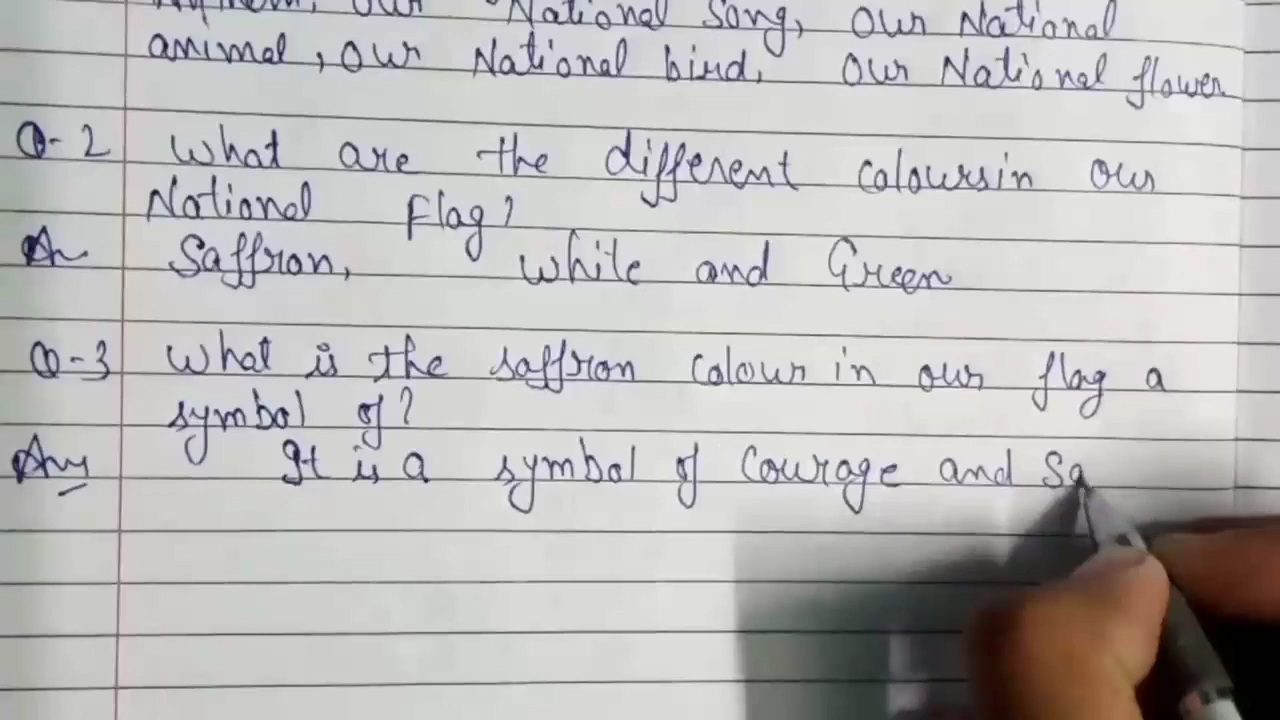 our National Song, our National
animal, our National bird, our National flower
Q-2 What are the different coloursin our
National Flag?
An Saffron, white and Green
Q-3 What is the saffron colour in our flag a
symbol of?
Ans It is a symbol of courage and Sa